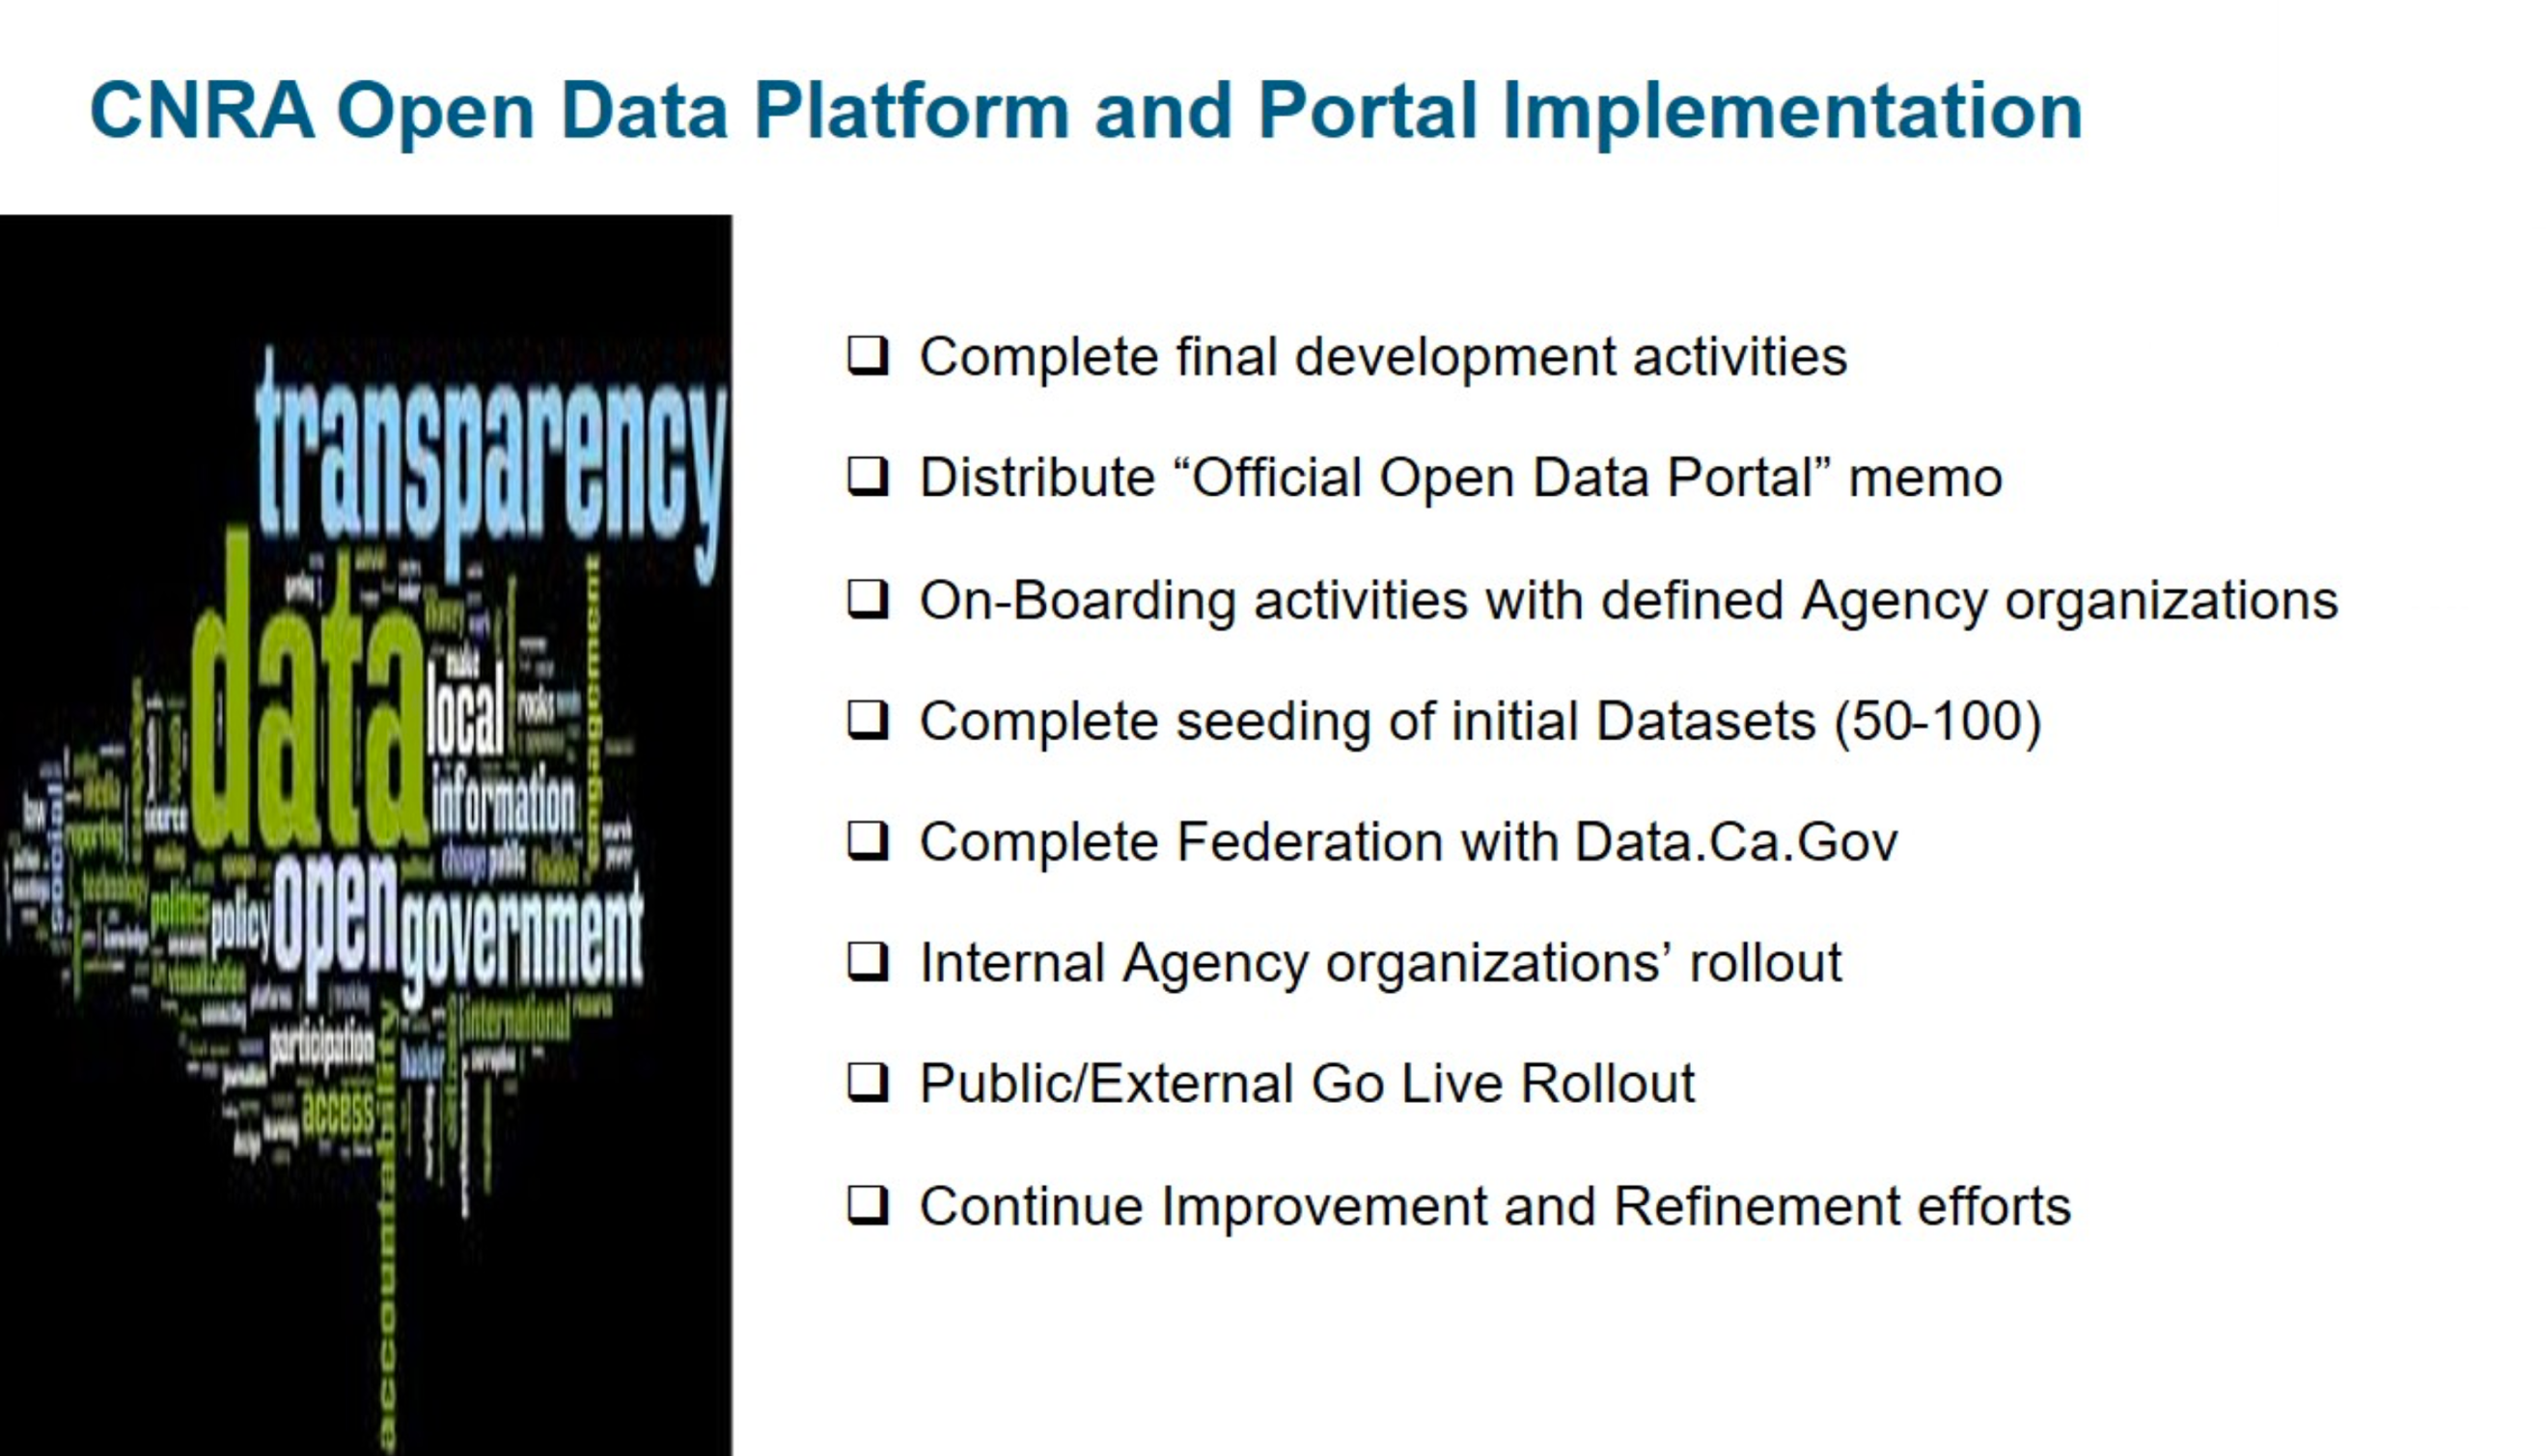 CNRA Open Data Platform and Portal Implementation
transparency
data
local
information
engagement
open
government
policy
politics
participation
international
access
accountability
❑ Complete final development activities
❑ Distribute “Official Open Data Portal” memo
❑ On-Boarding activities with defined Agency organizations
❑ Complete seeding of initial Datasets (50-100)
❑ Complete Federation with Data.Ca.Gov
❑ Internal Agency organizations’ rollout
❑ Public/External Go Live Rollout
❑ Continue Improvement and Refinement efforts